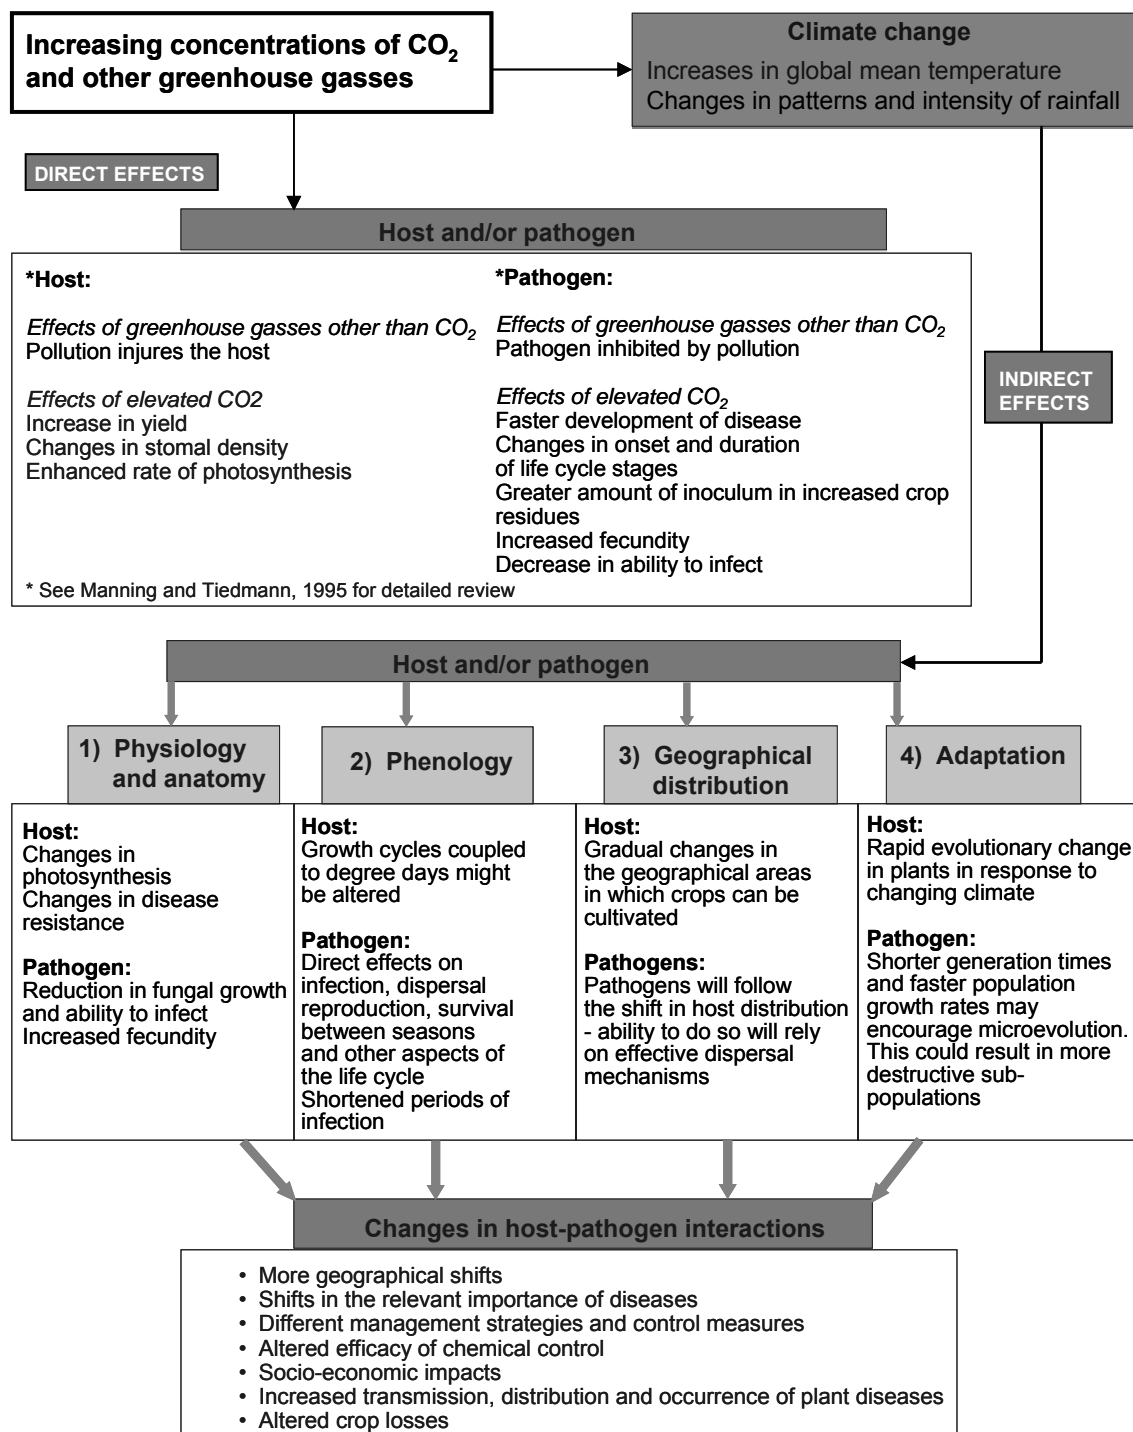 Increasing concentrations of CO₂
and other greenhouse gasses
Climate change
Increases in global mean temperature
Changes in patterns and intensity of rainfall
DIRECT EFFECTS
Host and/or pathogen
*Host:
Effects of greenhouse gasses other than CO₂
Pollution injures the host
Effects of elevated CO2
Increase in yield
Changes in stomal density
Enhanced rate of photosynthesis
*Pathogen:
Effects of greenhouse gasses other than CO₂
Pathogen inhibited by pollution
Effects of elevated CO₂
Faster development of disease
Changes in onset and duration
of life cycle stages
Greater amount of inoculum in increased crop
residues
Increased fecundity
Decrease in ability to infect
* See Manning and Tiedmann, 1995 for detailed review
INDIRECT
EFFECTS
Host and/or pathogen
1) Physiology
and anatomy
Host:
Changes in
photosynthesis
Changes in disease
resistance
Pathogen:
Reduction in fungal growth
and ability to infect
Increased fecundity
2) Phenology
Host:
Growth cycles coupled
to degree days might
be altered
Pathogen:
Direct effects on
infection, dispersal
reproduction, survival
between seasons
and other aspects of
the life cycle
Shortened periods of
infection
3) Geographical
distribution
Host:
Gradual changes in
the geographical areas
in which crops can be
cultivated
Pathogens:
Pathogens will follow
the shift in host distribution
- ability to do so will rely
on effective dispersal
mechanisms
4) Adaptation
Host:
Rapid evolutionary change
in plants in response to
changing climate
Pathogen:
Shorter generation times
and faster population
growth rates may
encourage microevolution.
This could result in more
destructive sub-
populations
Changes in host-pathogen interactions
• More geographical shifts
• Shifts in the relevant importance of diseases
• Different management strategies and control measures
• Altered efficacy of chemical control
• Socio-economic impacts
• Increased transmission, distribution and occurrence of plant diseases
• Altered crop losses